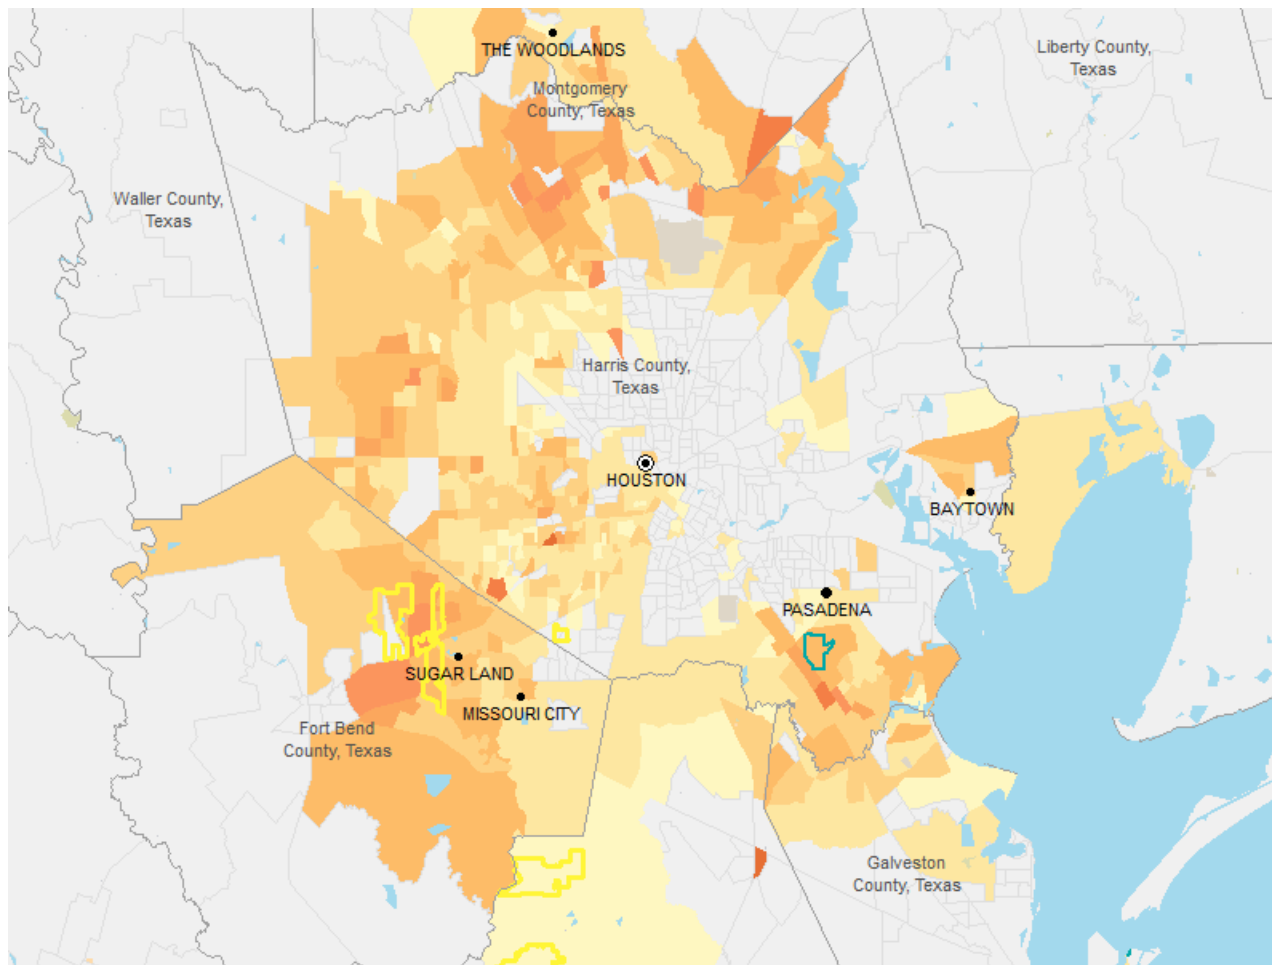 THE WOODLANDS
Liberty County,
Texas
Montgomery
County, Texas
Waller County,
Texas
Harris County,
Texas
HOUSTON
BAYTOWN
PASADENA
SUGAR LAND
MISSOURI CITY
Fort Bend
County, Texas
Galveston
County, Texas